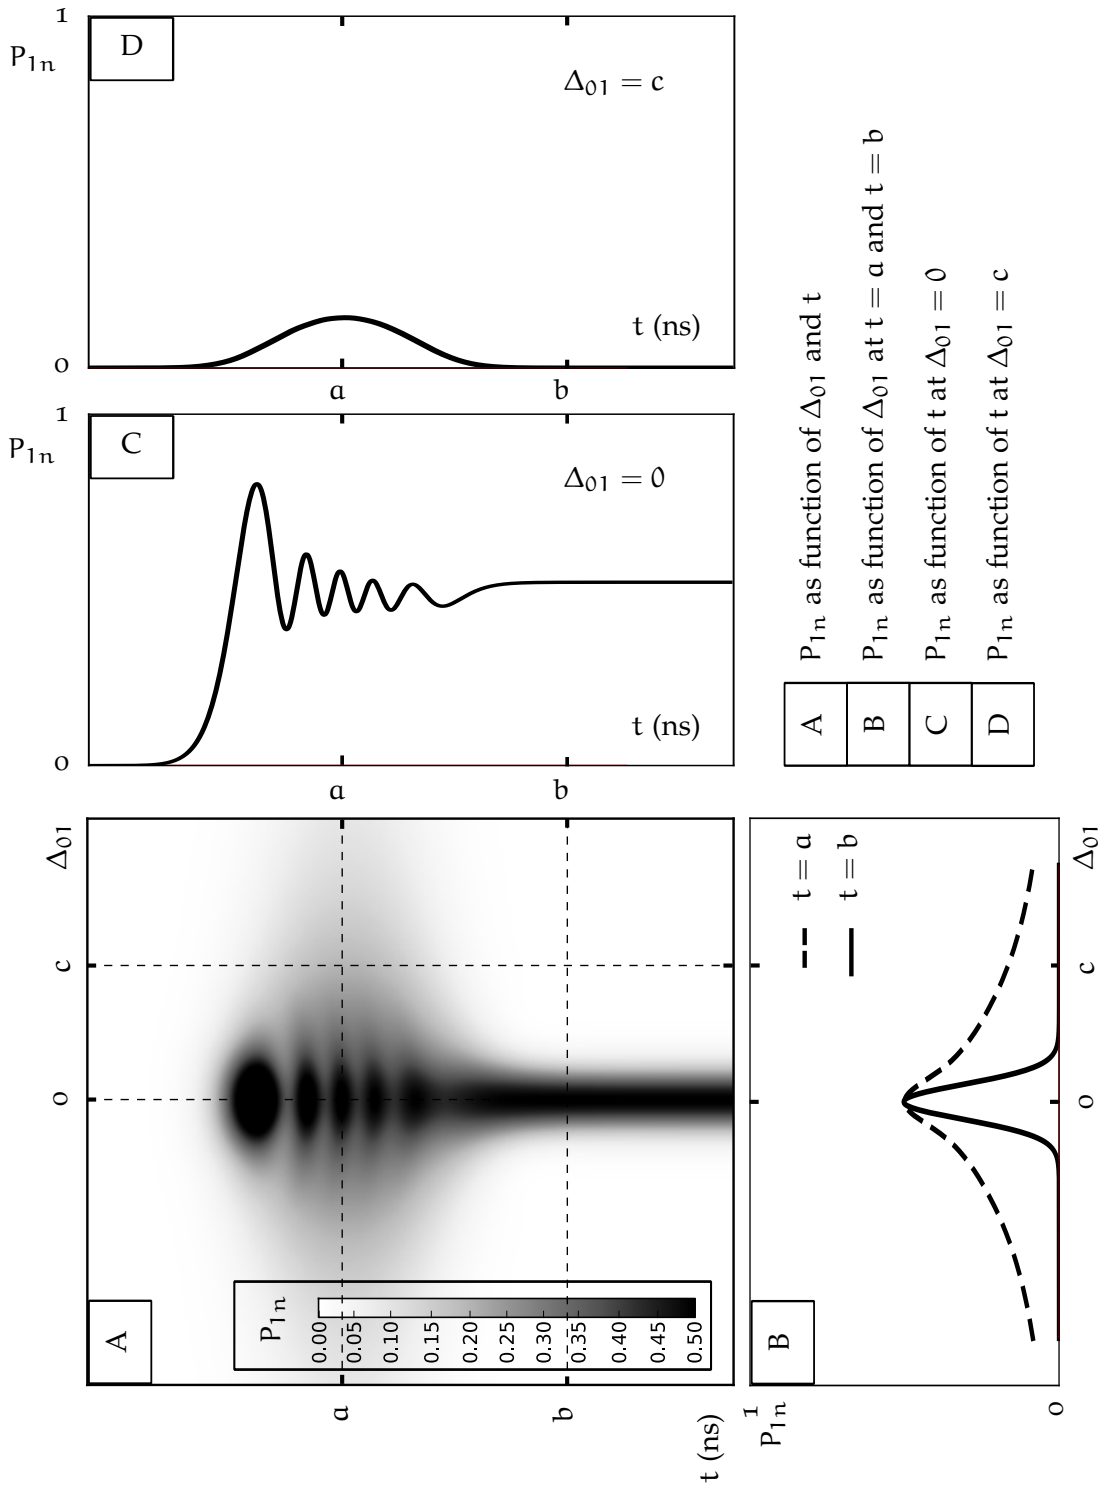 1
P1n
D
Δ01 = c
t (ns)
0
a
b
1
P1n
C
Δ01 = 0
t (ns)
0
a
b
Δ01
c
0
A
P1n
0.00
0.05
0.10
0.15
0.20
0.25
0.30
0.35
0.40
0.45
0.50
a
b
t (ns)
A P1n as function of Δ01 and t
B P1n as function of Δ01 at t = a and t = b
C P1n as function of t at Δ01 = 0
D P1n as function of t at Δ01 = c
B
t = a
t = b
1
P1n
0
0
c
Δ01